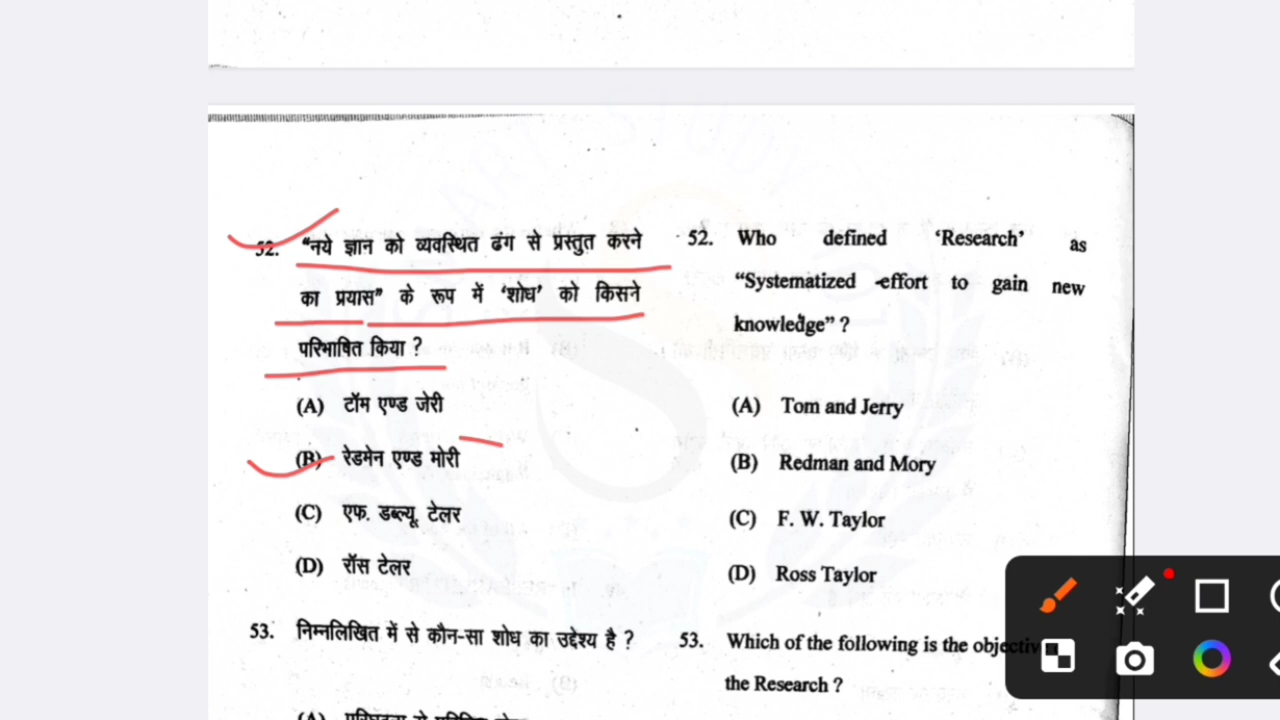 52. “नये ज्ञान को व्यवस्थित ढंग से प्रस्तुत करने
का प्रयास” के रूप में ‘शोध’ को किसने
परिभाषित किया ?
(A) टॉम एण्ड जेरी
(B) रेडमेन एण्ड मोरी
(C) एफ. डब्ल्यू. टेलर
(D) रॉस टेलर
53. निम्नलिखित में से कौन-सा शोध का उद्देश्य है ?
52. Who defined ‘Research’ as
“Systematized effort to gain new
knowledge” ?
(A) Tom and Jerry
(B) Redman and Mory
(C) F. W. Taylor
(D) Ross Taylor
53. Which of the following is the
the Research ?